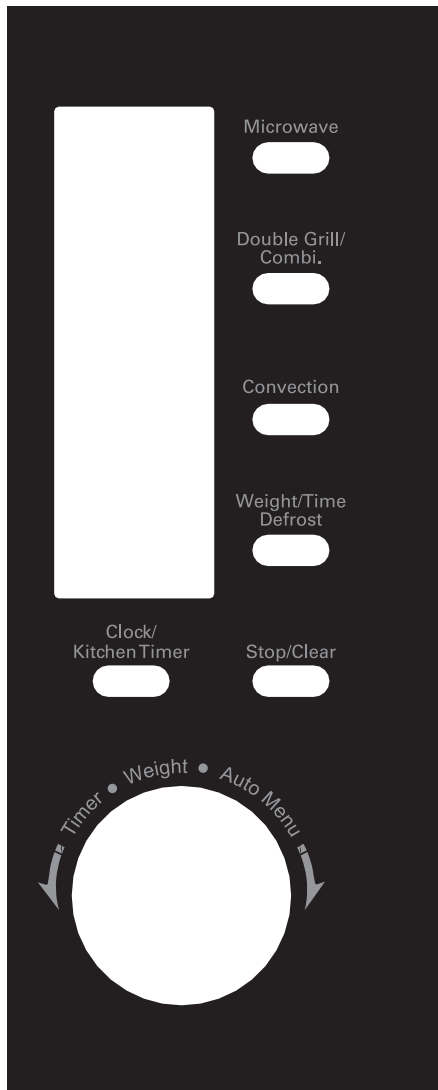 Microwave
Double Grill/
Combi.
Convection
Weight/Time
Defrost
Clock/
Kitchen Timer
Stop/Clear
Timer • Weight • Auto Menu